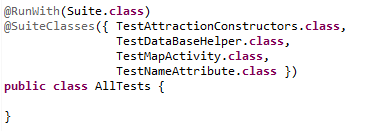 @RunWith(Suite.class)
@SuiteClasses({ TestAttractionConstructors.class,
TestDataBaseHelper.class,
TestMapActivity.class,
TestNameAttribute.class })
public class AllTests {
}